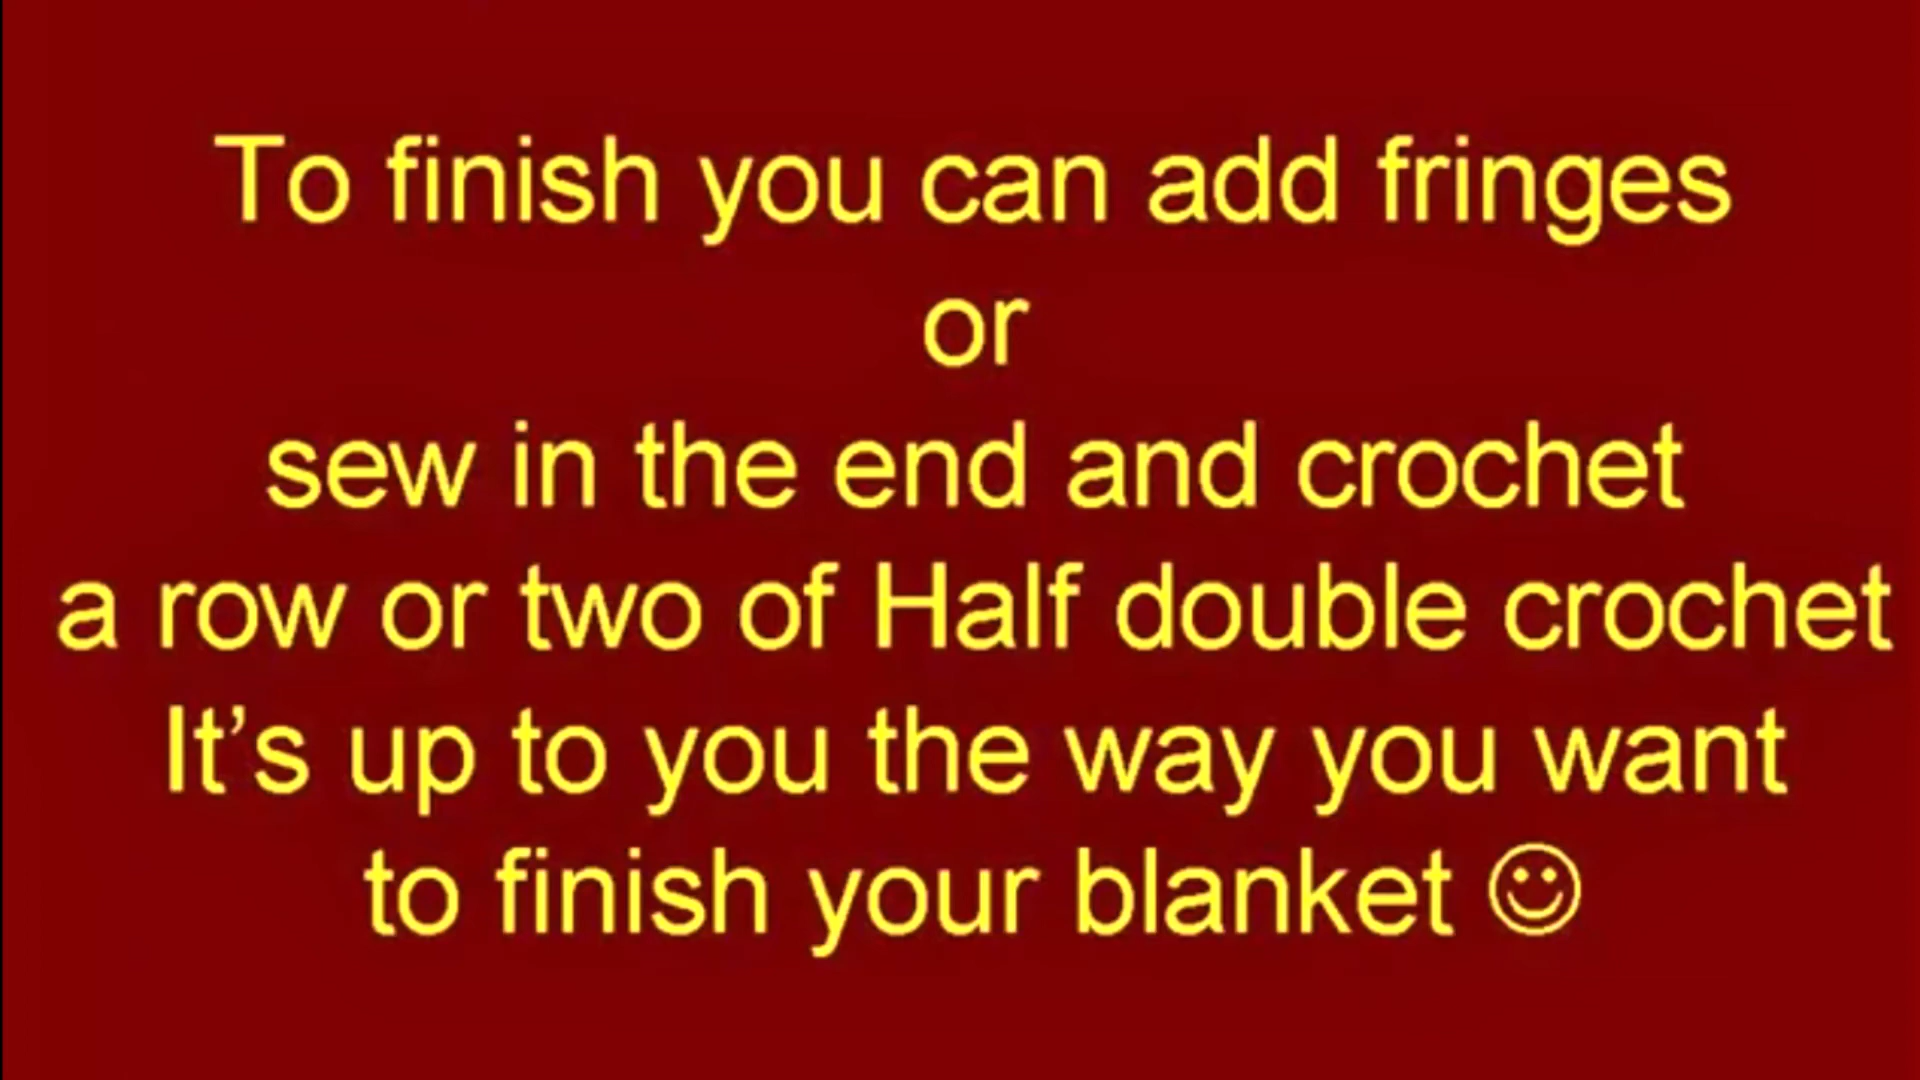 To finish you can add fringes
or
sew in the end and crochet
a row or two of Half double crochet
It’s up to you the way you want
to finish your blanket ☺